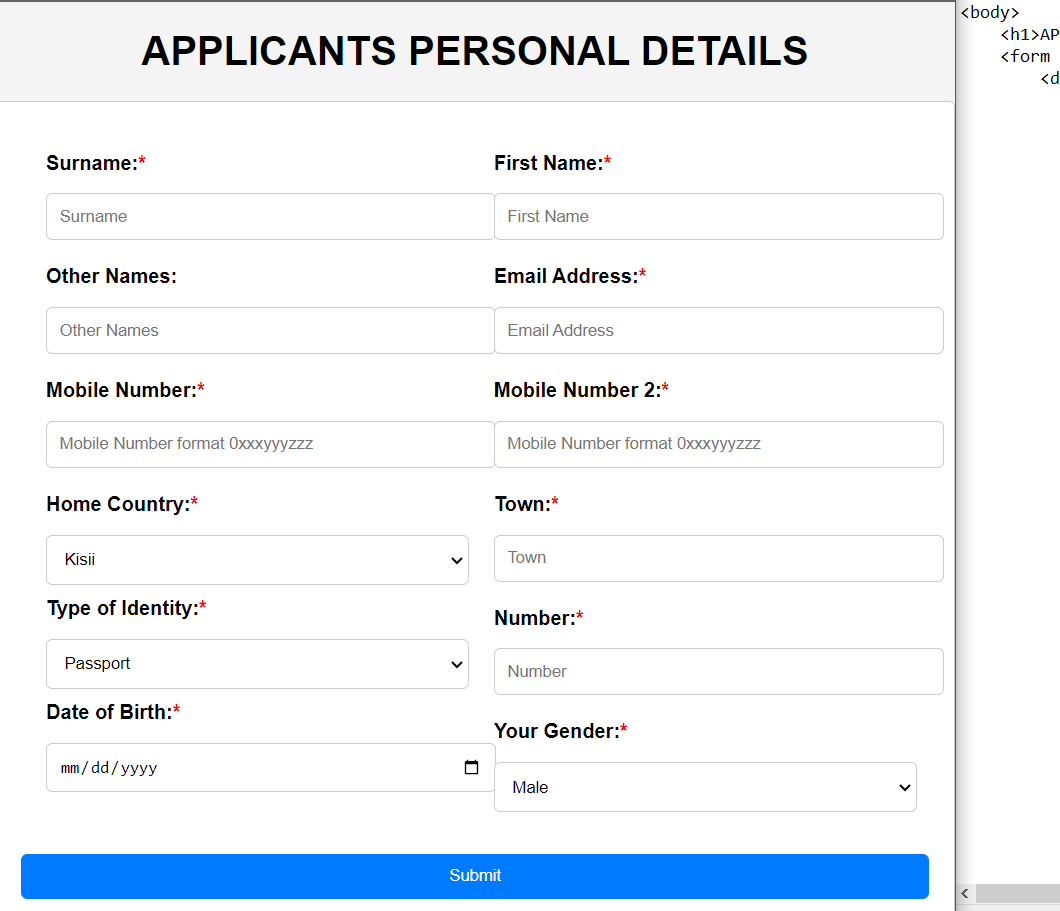 APPLICANTS PERSONAL DETAILS
Surname:* First Name:*
Surname First Name
Other Names: Email Address:*
Other Names Email Address
Mobile Number:* Mobile Number 2:*
Mobile Number format 0xxxyyyzzz Mobile Number format 0xxxyyyzzz
Home Country:* Town:*
Kisii Town
Type of Identity:* Number:*
Passport Number
Date of Birth:* Your Gender:*
mm/dd/yyyy Male
Submit
<body>
<h1>AP
<form
<d